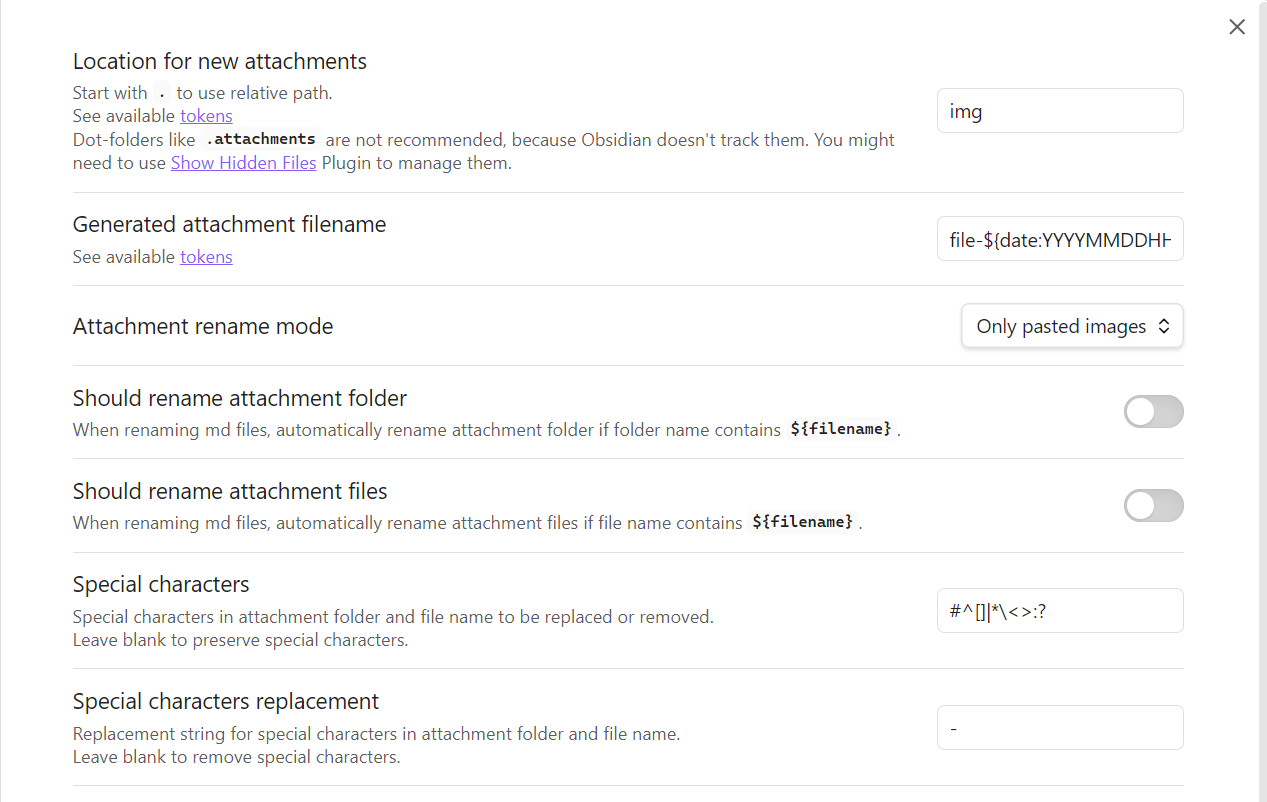 Location for new attachments
Start with . to use relative path.
See available tokens
Dot-folders like .attachments are not recommended, because Obsidian doesn't track them. You might
need to use Show Hidden Files Plugin to manage them.
img
Generated attachment filename
See available tokens
file-${date:YYYYMMDDHH
Attachment rename mode
Only pasted images
Should rename attachment folder
When renaming md files, automatically rename attachment folder if folder name contains ${filename} .
Should rename attachment files
When renaming md files, automatically rename attachment files if file name contains ${filename} .
Special characters
Special characters in attachment folder and file name to be replaced or removed.
Leave blank to preserve special characters.
#^[]|*\<>:?
Special characters replacement
Replacement string for special characters in attachment folder and file name.
Leave blank to remove special characters.
-